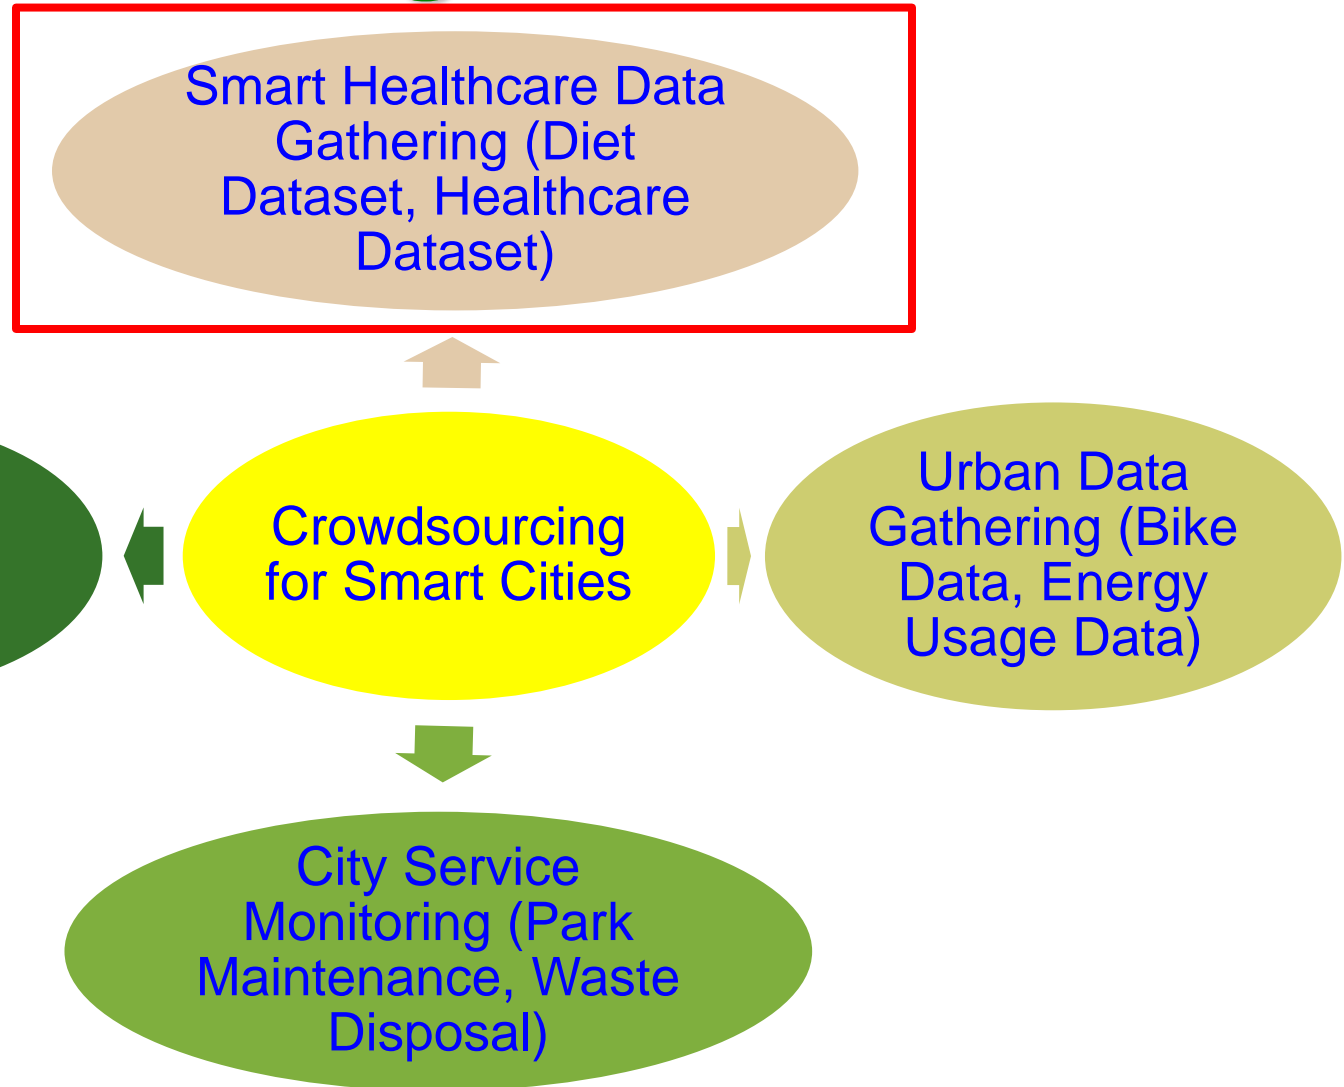 Smart Healthcare Data
Gathering (Diet
Dataset, Healthcare
Dataset)
Crowdsourcing
for Smart Cities
Urban Data
Gathering (Bike
Data, Energy
Usage Data)
City Service
Monitoring (Park
Maintenance, Waste
Disposal)